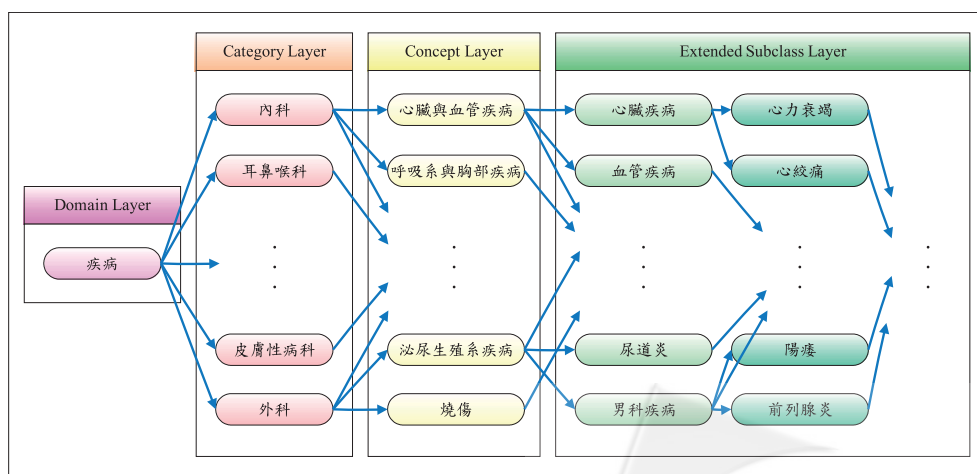 Category Layer
Concept Layer
Extended Subclass Layer
Domain Layer
疾病
內科
耳鼻喉科
皮膚性病科
外科
心臟與血管疾病
呼吸系與胸部疾病
泌尿生殖系疾病
燒傷
心臟疾病
血管疾病
尿道炎
男科疾病
心力衰竭
心絞痛
陽痿
前列腺炎